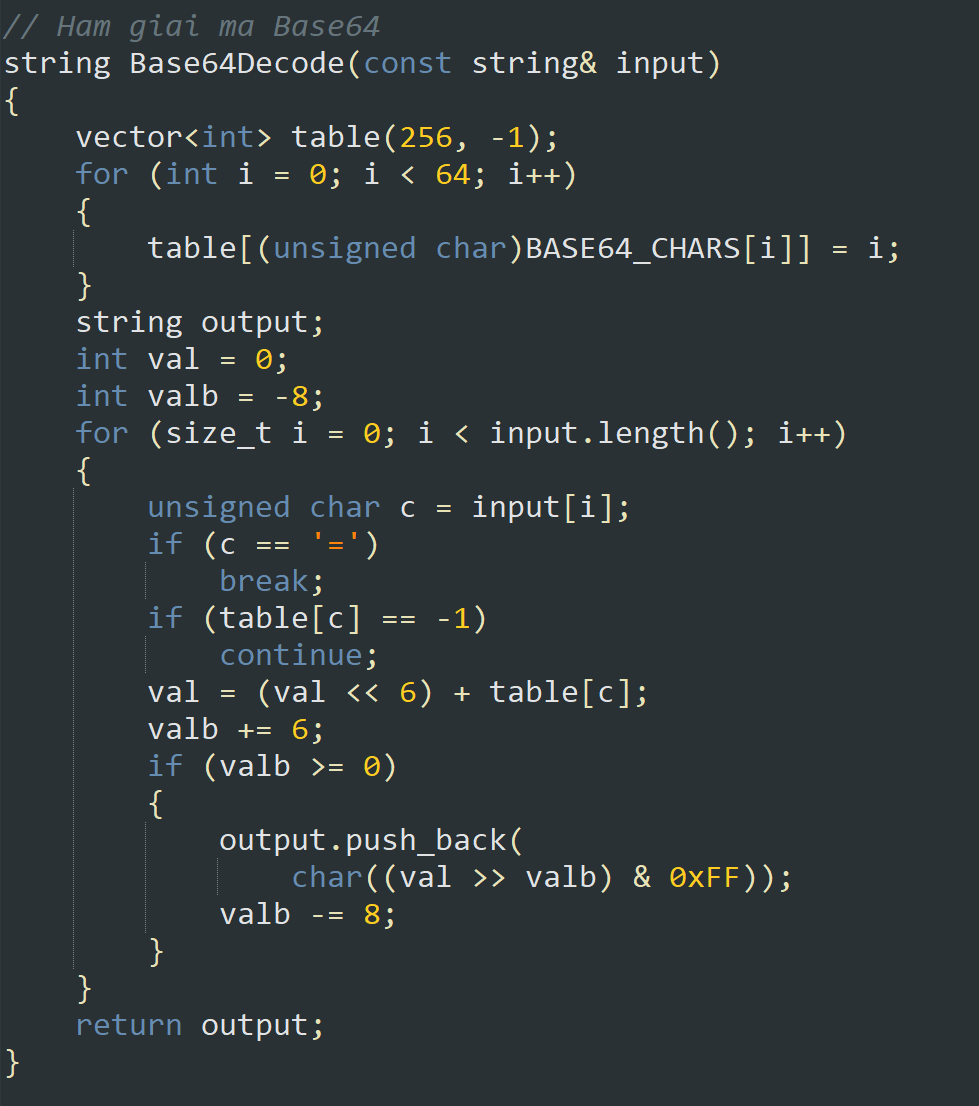 // Ham giai ma Base64
string Base64Decode(const string& input)
{
    vector<int> table(256, -1);
    for (int i = 0; i < 64; i++)
    {
        table[(unsigned char)BASE64_CHARS[i]] = i;
    }
    string output;
    int val = 0;
    int valb = -8;
    for (size_t i = 0; i < input.length(); i++)
    {
        unsigned char c = input[i];
        if (c == '=')
            break;
        if (table[c] == -1)
            continue;
        val = (val << 6) + table[c];
        valb += 6;
        if (valb >= 0)
        {
            output.push_back(
                char((val >> valb) & 0xFF));
            valb -= 8;
        }
    }
    return output;
}